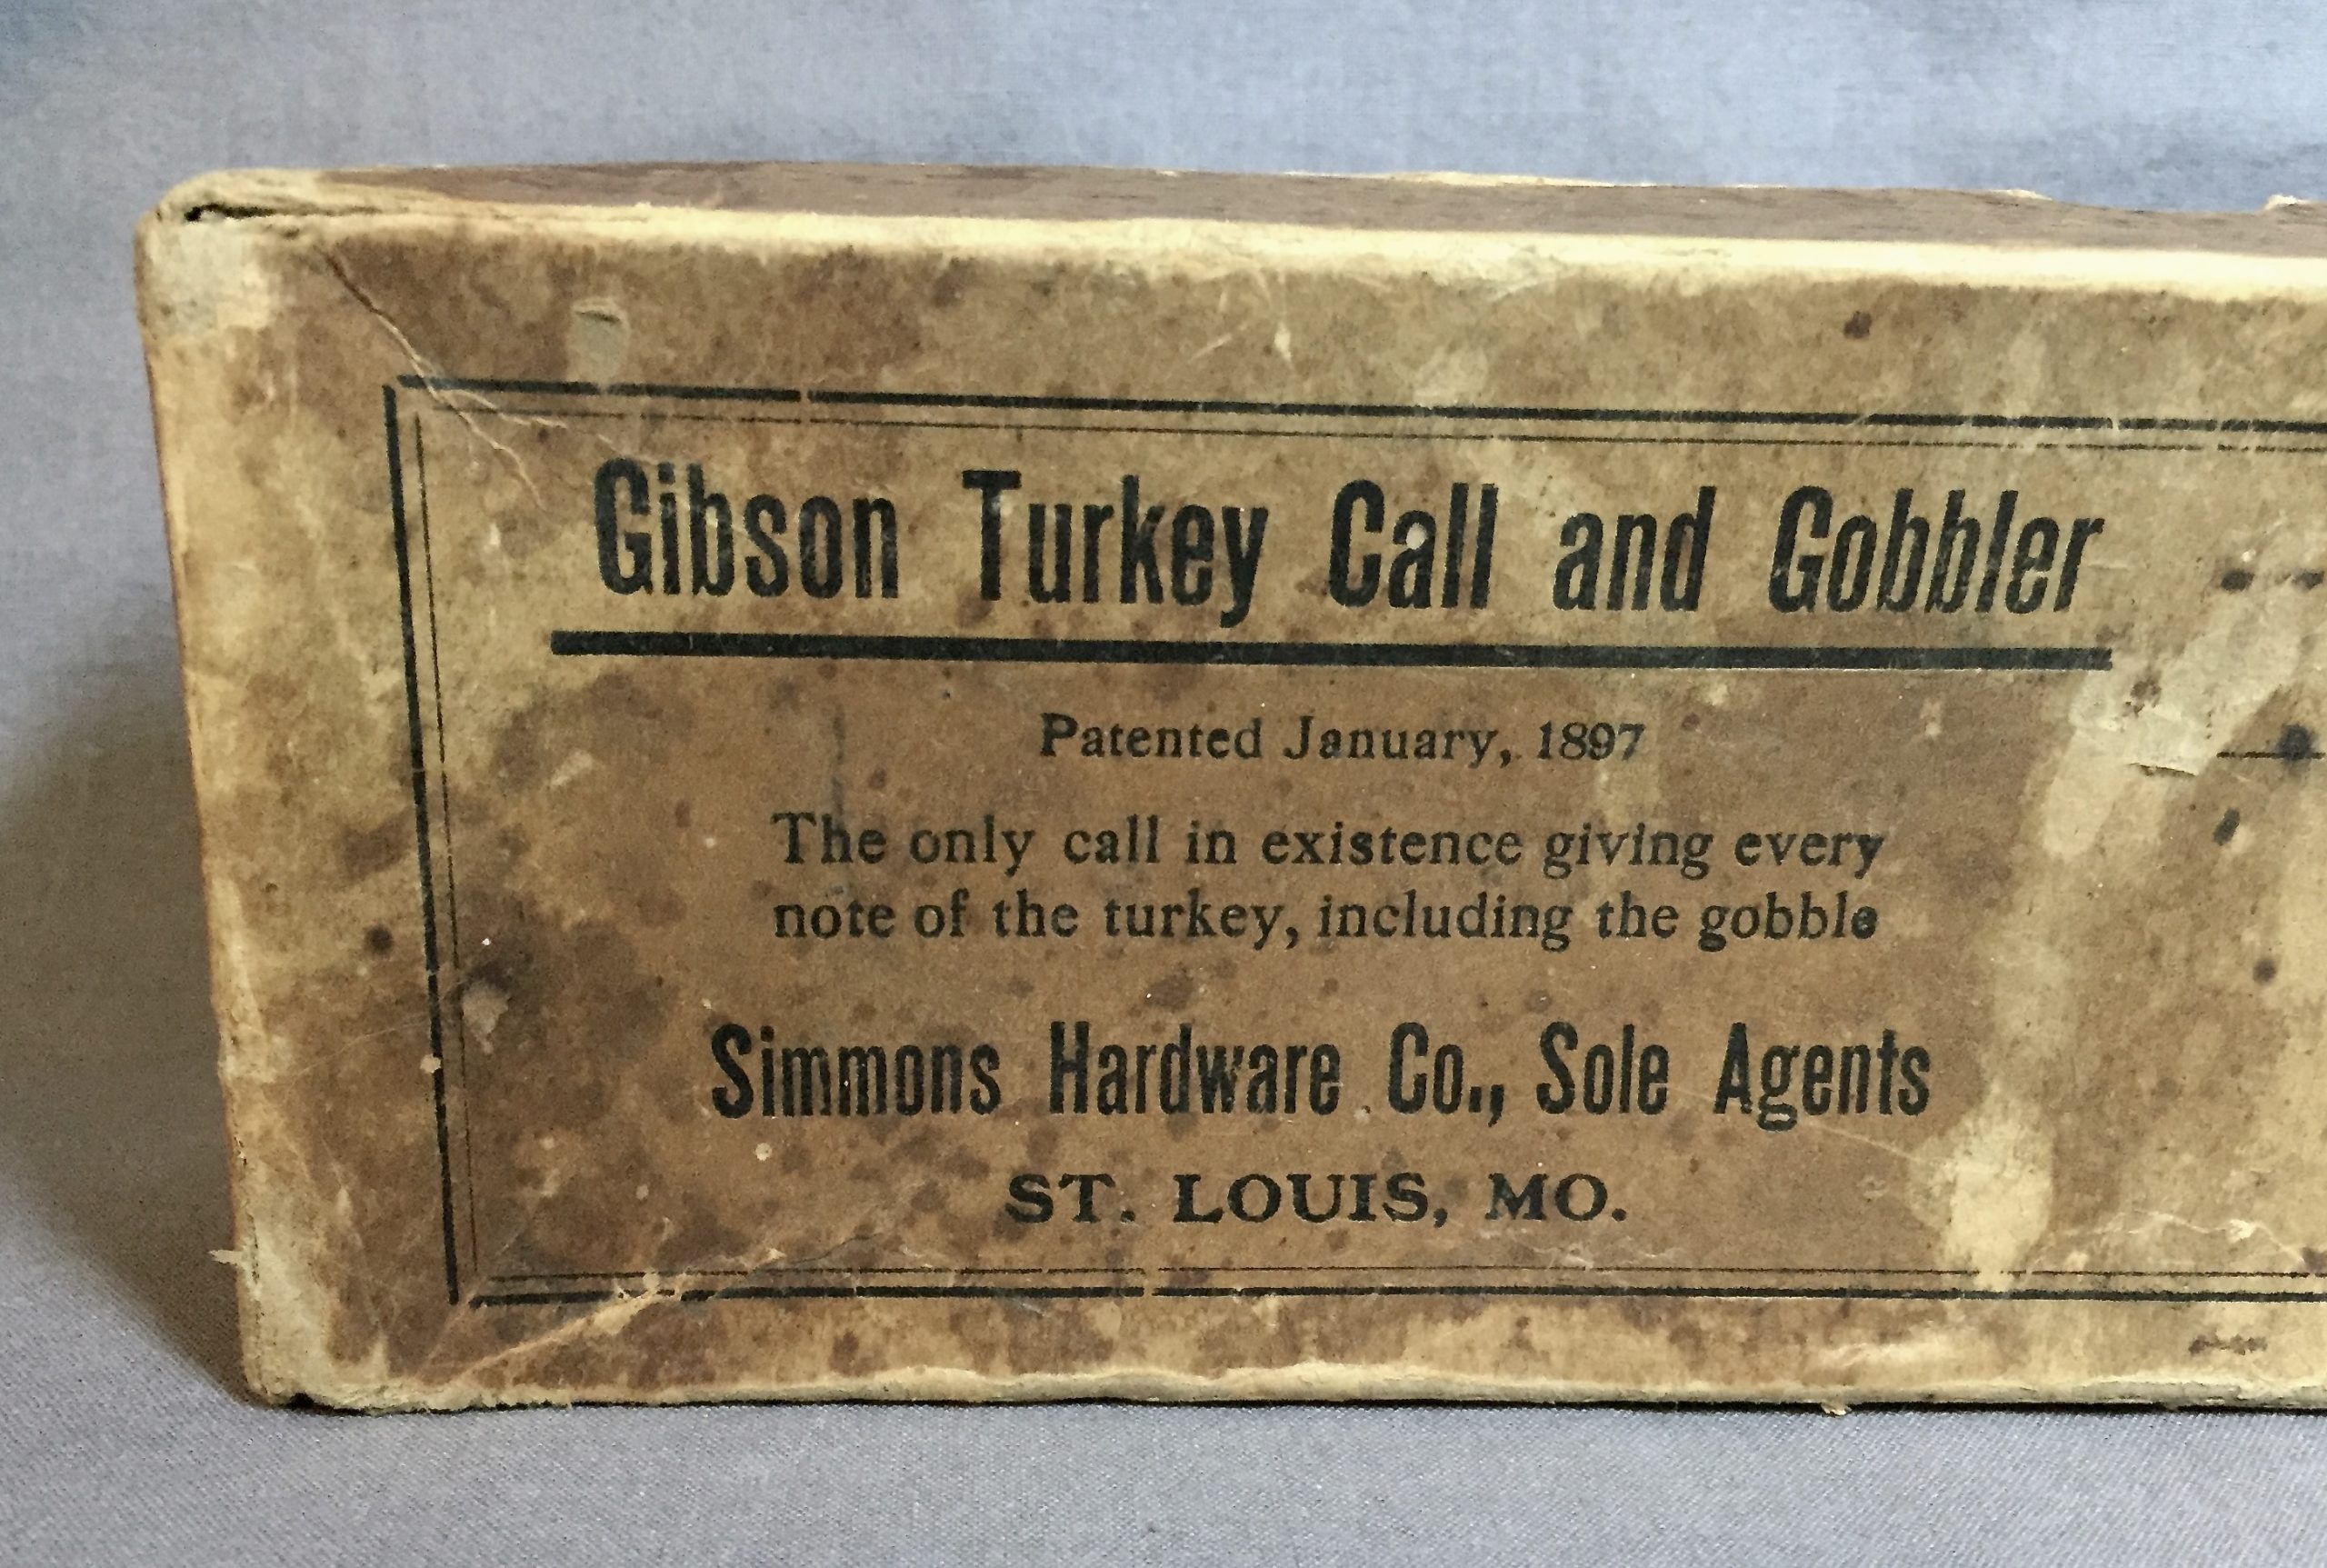 Gibson Turkey Call and Gobbler
Patented January, 1897
The only call in existence giving every
note of the turkey, including the gobble
Simmons Hardware Co., Sole Agents
ST. LOUIS, MO.